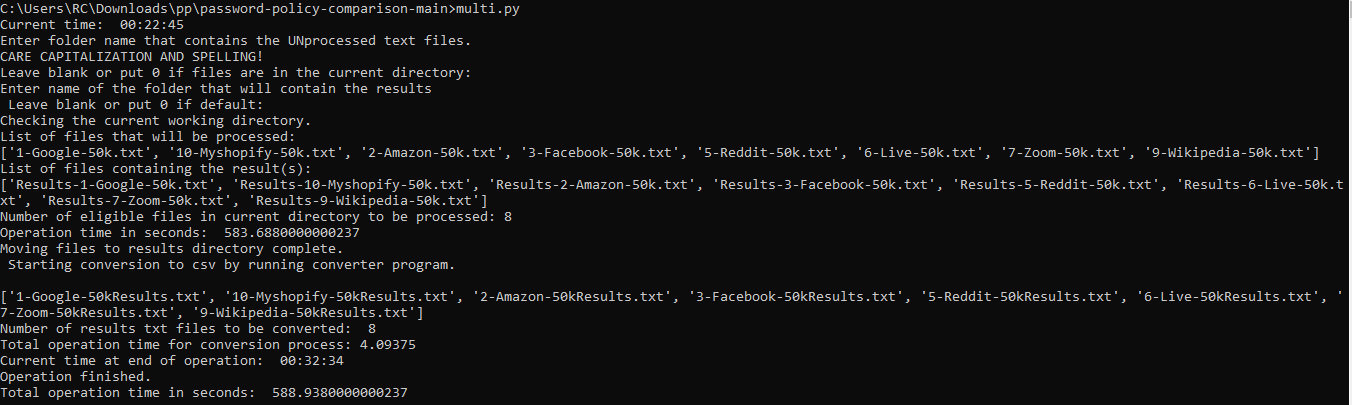 C:\Users\RC\Downloads\pp\password-policy-comparison-main>multi.py
Current time:  00:22:45
Enter folder name that contains the UNprocessed text files.
CARE CAPITALIZATION AND SPELLING!
Leave blank or put 0 if files are in the current directory:
Enter name of the folder that will contain the results
 Leave blank or put 0 if default:
Checking the current working directory.
List of files that will be processed:
['1-Google-50k.txt', '10-Myshopify-50k.txt', '2-Amazon-50k.txt', '3-Facebook-50k.txt', '5-Reddit-50k.txt', '6-Live-50k.txt', '7-Zoom-50k.txt', '9-Wikipedia-50k.txt']
List of files containing the result(s):
['Results-1-Google-50k.txt', 'Results-10-Myshopify-50k.txt', 'Results-2-Amazon-50k.txt', 'Results-3-Facebook-50k.txt', 'Results-5-Reddit-50k.txt', 'Results-6-Live-50k.t
xt', 'Results-7-Zoom-50k.txt', 'Results-9-Wikipedia-50k.txt']
Number of eligible files in current directory to be processed: 8
Operation time in seconds:  583.6880000000237
Moving files to results directory complete.
 Starting conversion to csv by running converter program.

['1-Google-50kResults.txt', '10-Myshopify-50kResults.txt', '2-Amazon-50kResults.txt', '3-Facebook-50kResults.txt', '5-Reddit-50kResults.txt', '6-Live-50kResults.txt', '
7-Zoom-50kResults.txt', '9-Wikipedia-50kResults.txt']
Number of results txt files to be converted:  8
Total operation time for conversion process: 4.09375
Current time at end of operation:  00:32:34
Operation finished.
Total operation time in seconds:  588.9380000000237